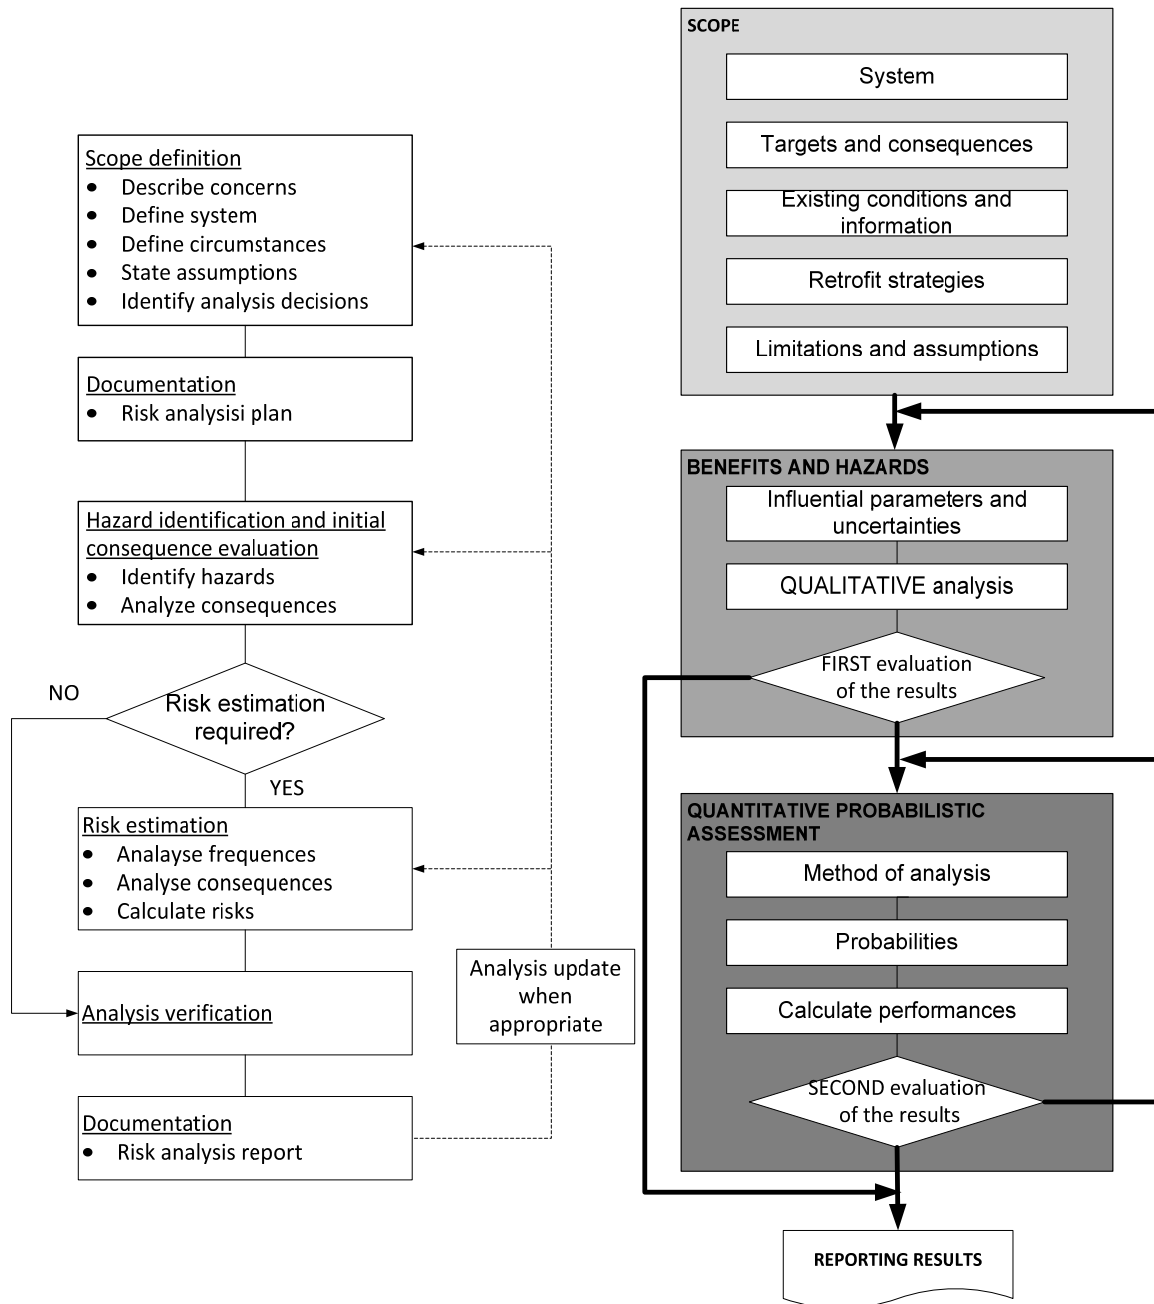 Scope definition
• Describe concerns
• Define system
• Define circumstances
• State assumptions
• Identify analysis decisions
Documentation
• Risk analysisi plan
Hazard identification and initial
consequence evaluation
• Identify hazards
• Analyze consequences
NO
Risk estimation
required?
YES
Risk estimation
• Analayse frequences
• Analyse consequences
• Calculate risks
Analysis verification
Documentation
• Risk analysis report
Analysis update
when
appropriate
SCOPE
System
Targets and consequences
Existing conditions and
information
Retrofit strategies
Limitations and assumptions
BENEFITS AND HAZARDS
Influential parameters and
uncertainties
QUALITATIVE analysis
FIRST evaluation
of the results
QUANTITATIVE PROBABILISTIC
ASSESSMENT
Method of analysis
Probabilities
Calculate performances
SECOND evaluation
of the results
REPORTING RESULTS